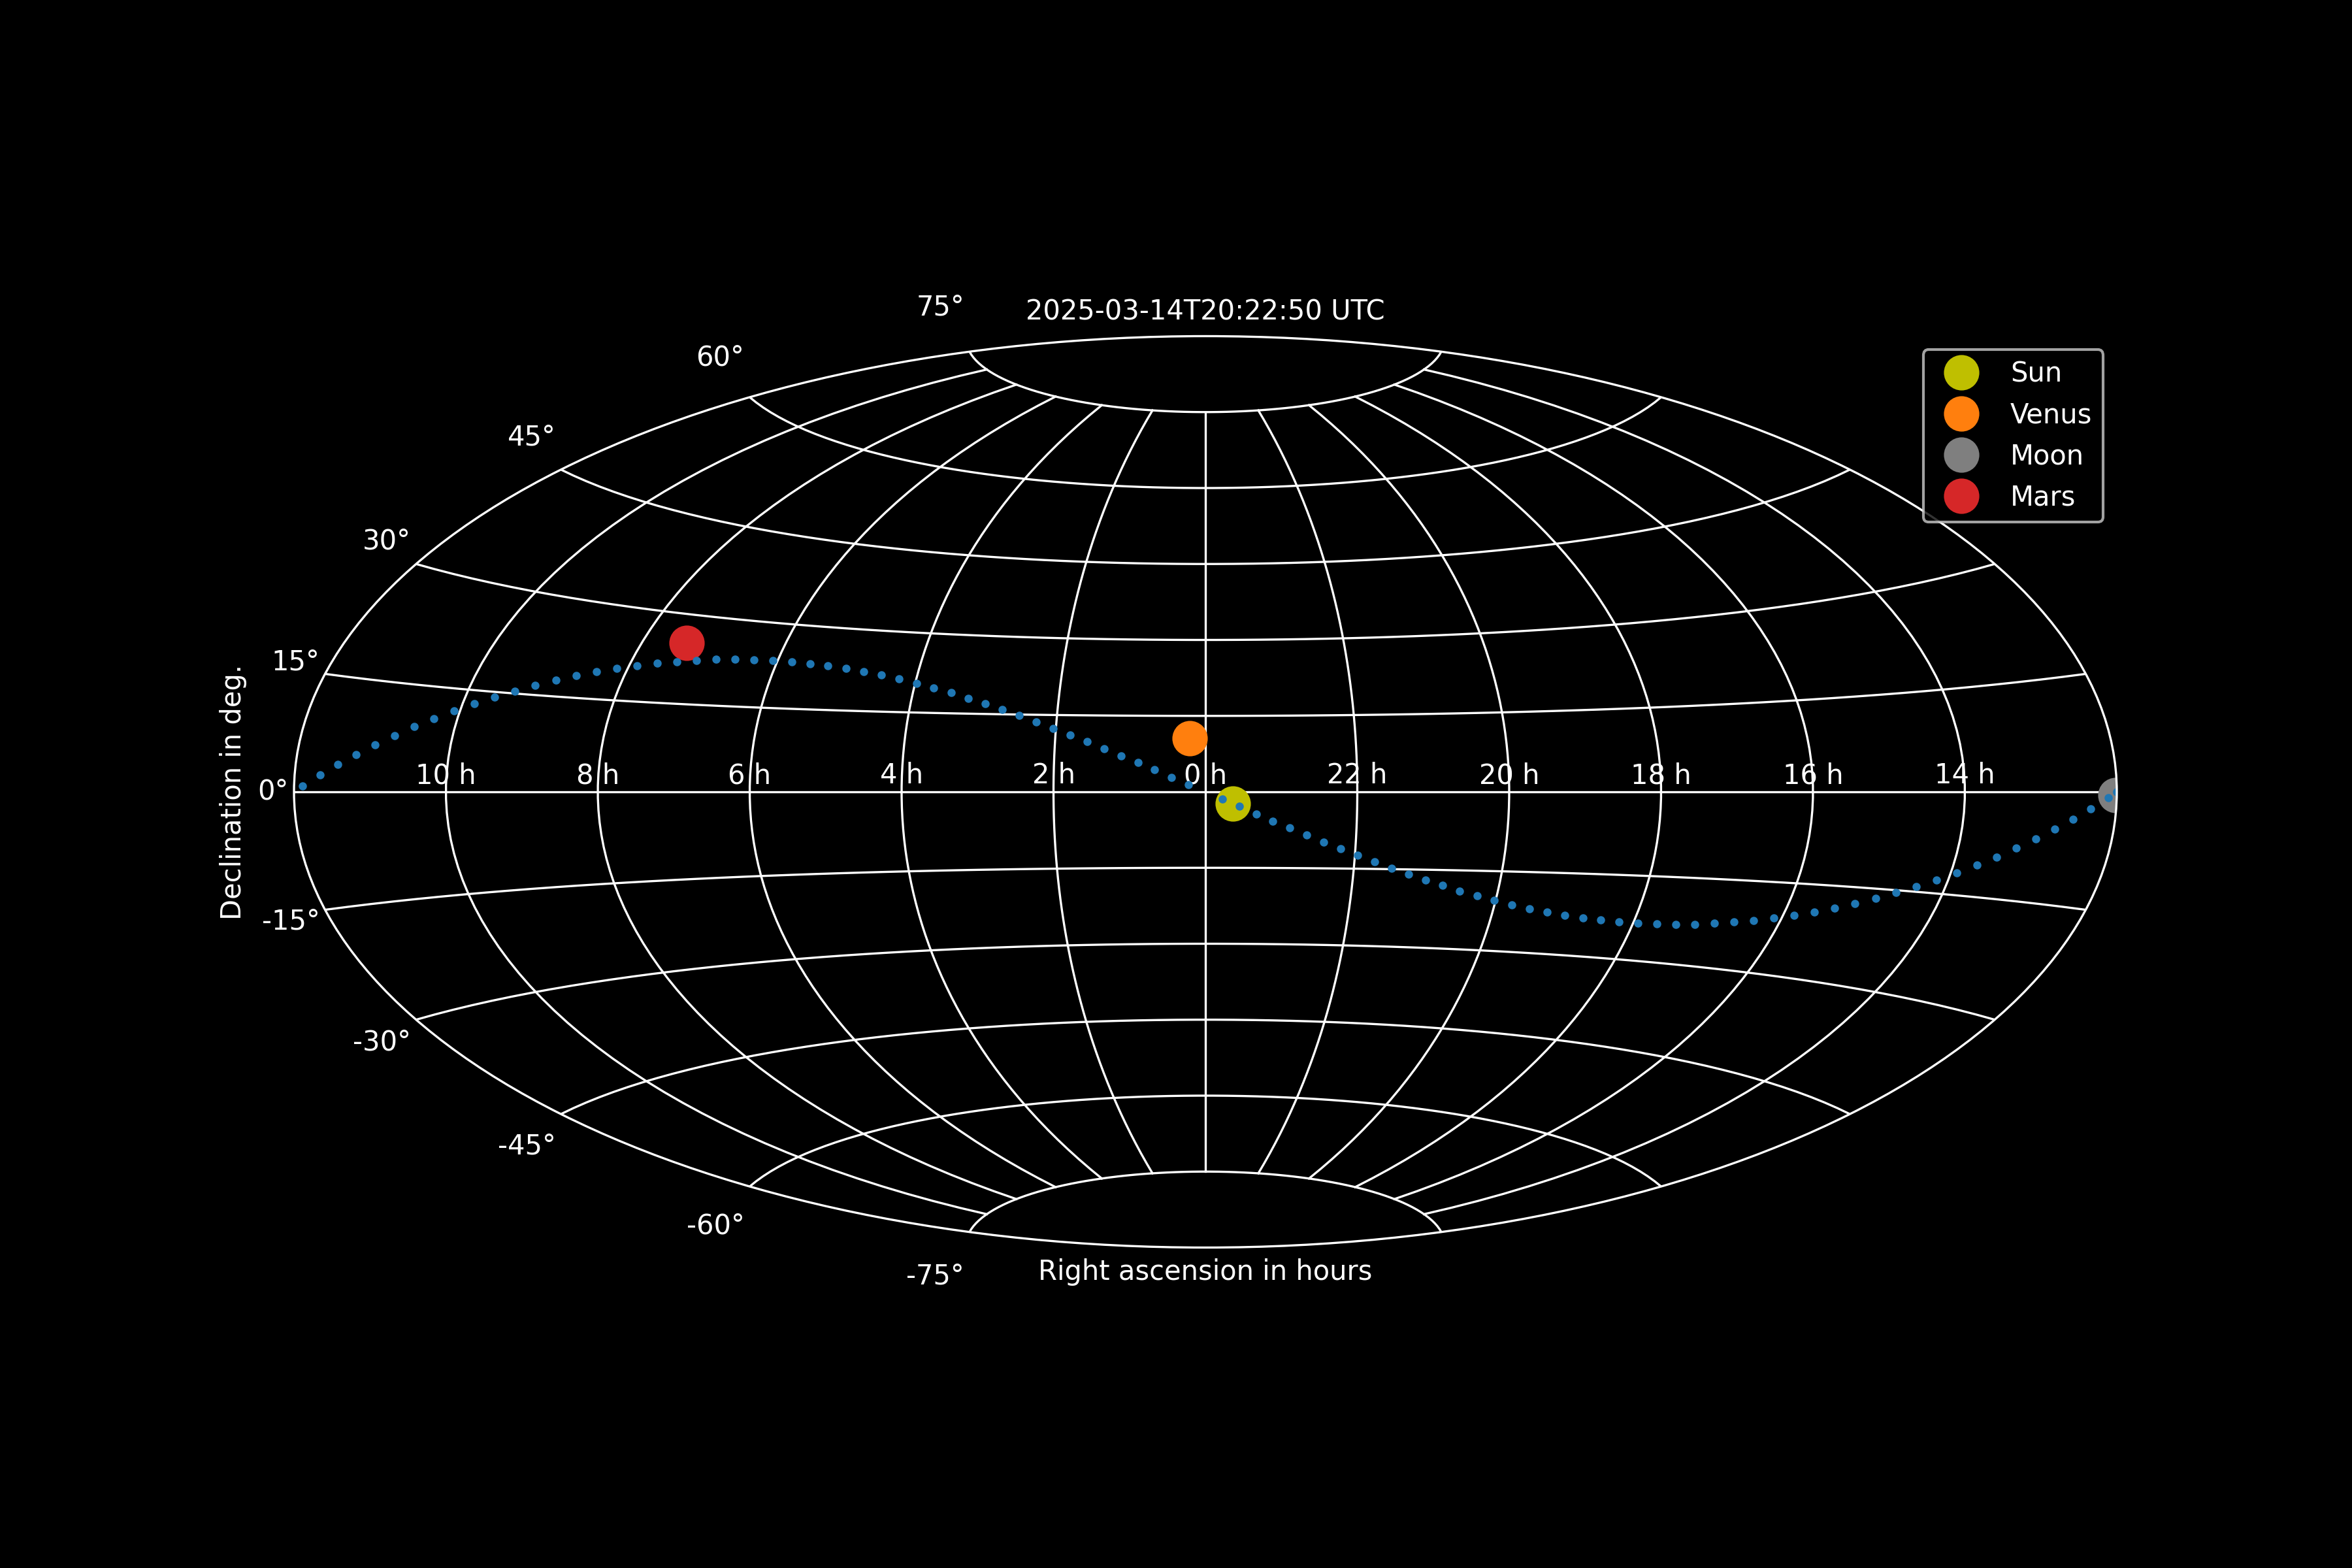 75°
2025-03-14T20:22:50 UTC
60°
Sun
Venus
45°
Moon
Mars
30°
15°
Declination in deg.
0°
10 h
8 h
6 h
4 h
2 h
0 h
22 h
20 h
18 h
16 h
14 h
-15°
-30°
-45°
-60°
-75°
Right ascension in hours